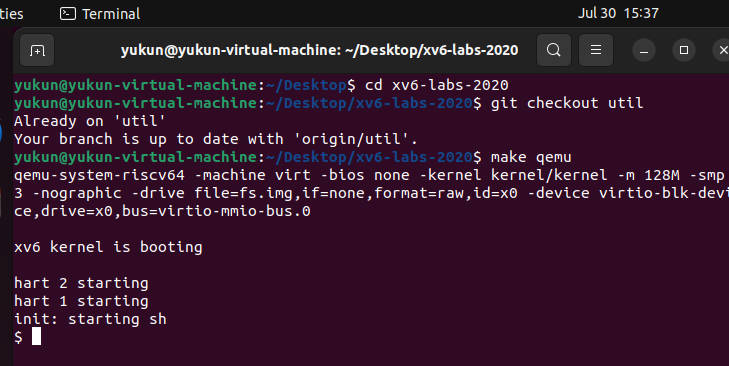 ties
Terminal
Jul 30 15:37
yukun@yukun-virtual-machine: ~/Desktop/xv6-labs-2020
yukun@yukun-virtual-machine:~/Desktop$ cd xv6-labs-2020
yukun@yukun-virtual-machine:~/Desktop/xv6-labs-2020$ git checkout util
Already on 'util'
Your branch is up to date with 'origin/util'.
yukun@yukun-virtual-machine:~/Desktop/xv6-labs-2020$ make qemu
qemu-system-riscv64 -machine virt -bios none -kernel kernel/kernel -m 128M -smp
3 -nographic -drive file=fs.img,if=none,format=raw,id=x0 -device virtio-blk-devi
ce,drive=x0,bus=virtio-mmio-bus.0
xv6 kernel is booting
hart 2 starting
hart 1 starting
init: starting sh
$